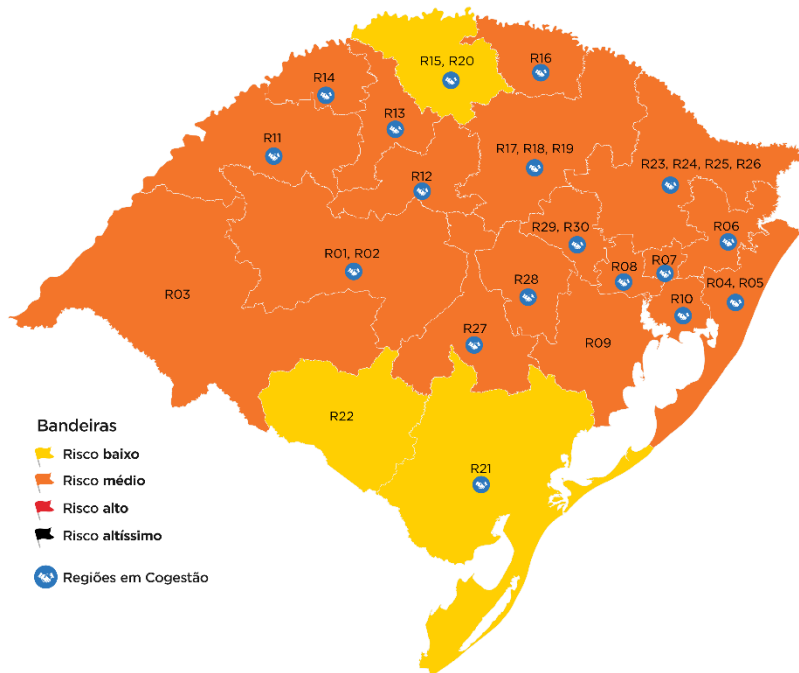 R15, R20
R16
R14
R13
R11
R17, R18, R19
R23, R24, R25, R26
R12
R29, R30
R06
R01, R02
R08
R07
R28
R04, R05
R03
R10
R27
R09
R22
R21
Bandeiras
Risco baixo
Risco médio
Risco alto
Risco altíssimo
Regiões em Cogestão